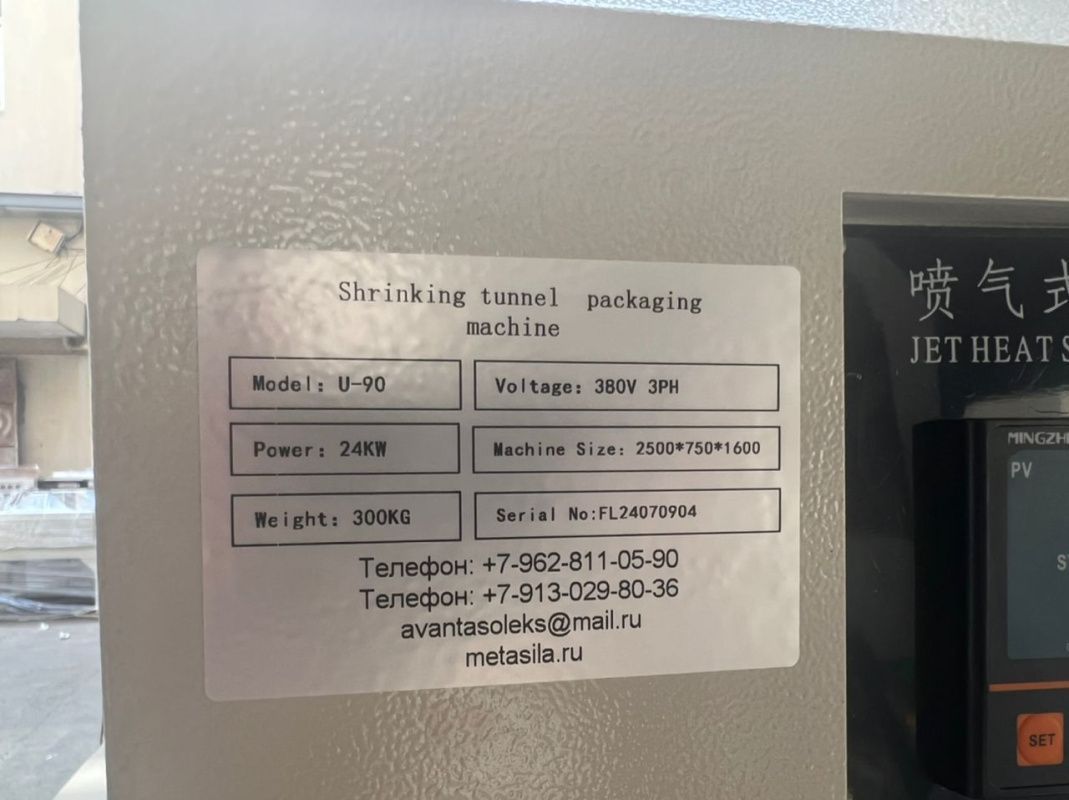 Shrinking tunnel packaging
machine
Model: U-90
Voltage: 380V 3PH
Power: 24KW
Machine Size: 2500*750*1600
Weight: 300KG
Serial No:FL24070904
Телефон: +7-962-811-05-90
Телефон: +7-913-029-80-36
avantasoleks@mail.ru
metasila.ru
喷气式
JET HEAT
PV
SET